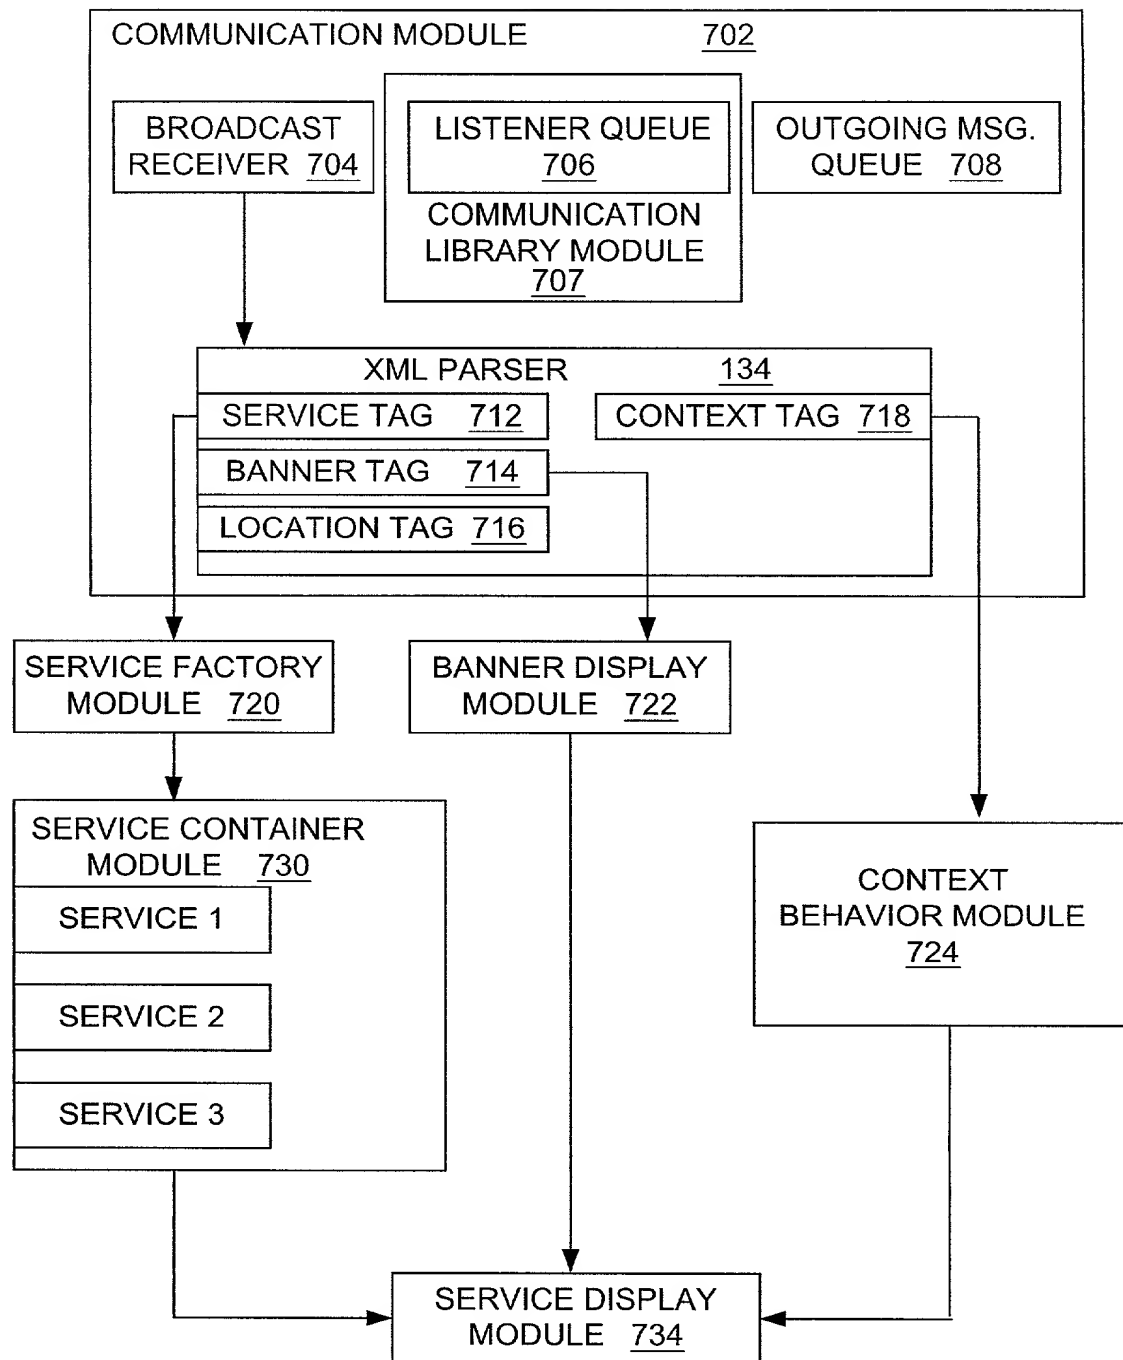 COMMUNICATION MODULE 702
BROADCAST
RECEIVER 704
LISTENER QUEUE
706
COMMUNICATION
LIBRARY MODULE
707
OUTGOING MSG.
QUEUE 708
XML PARSER 134
SERVICE TAG 712
CONTEXT TAG 718
BANNER TAG 714
LOCATION TAG 716
SERVICE FACTORY
MODULE 720
BANNER DISPLAY
MODULE 722
SERVICE CONTAINER
MODULE 730
SERVICE 1
SERVICE 2
SERVICE 3
CONTEXT
BEHAVIOR MODULE
724
SERVICE DISPLAY
MODULE 734